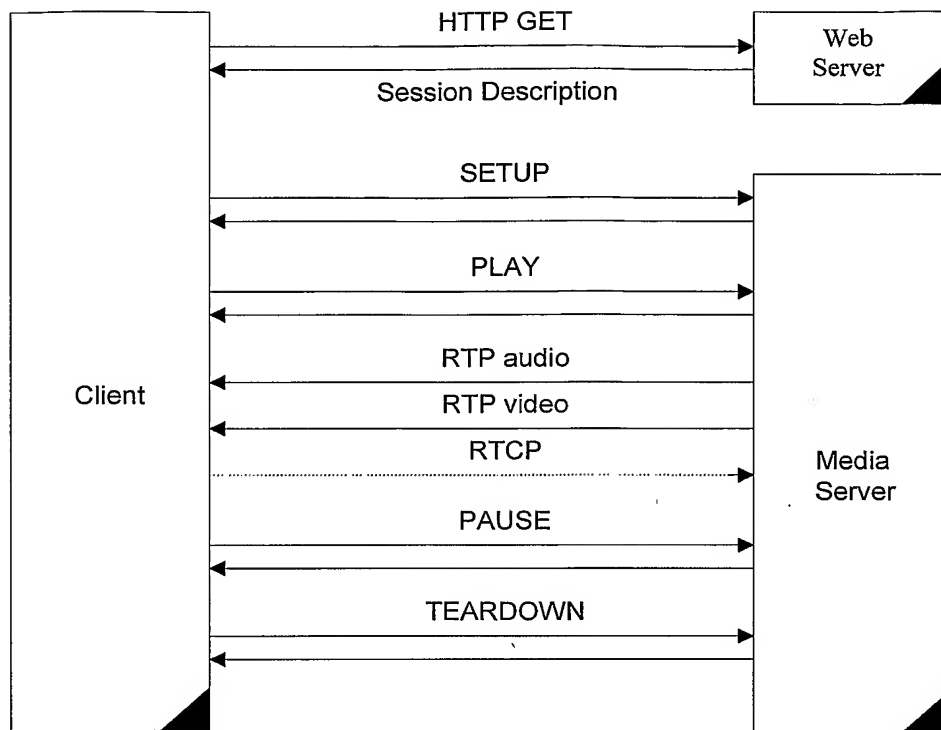 HTTP GET
Web
Server
Session Description
SETUP
PLAY
RTP audio
Client
RTP video
RTCP
Media
Server
PAUSE
TEARDOWN